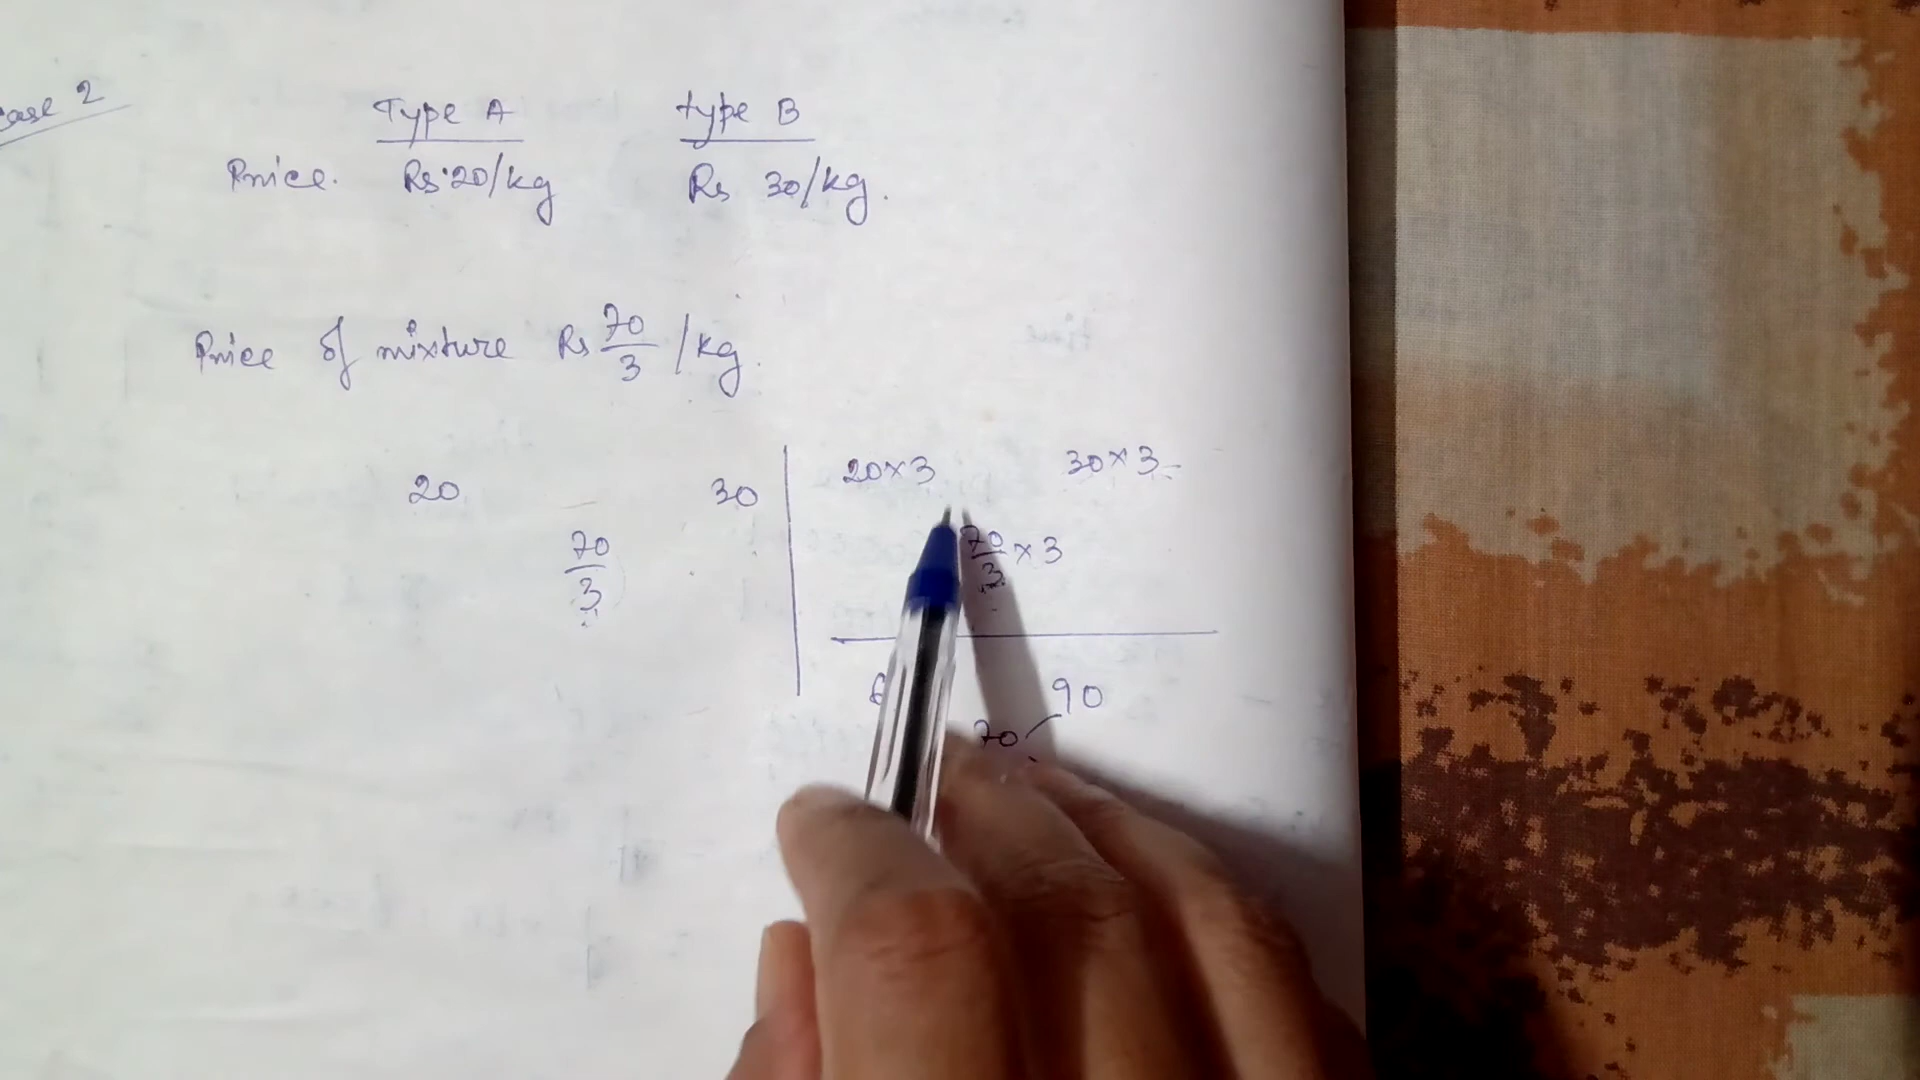 case 2
Type A type B
Price. Rs.20/kg Rs 30/kg.
Price of mixture Rs 70/3 /kg.
20 30
70/3
20×3 30×3
70/3 ×3
90
70